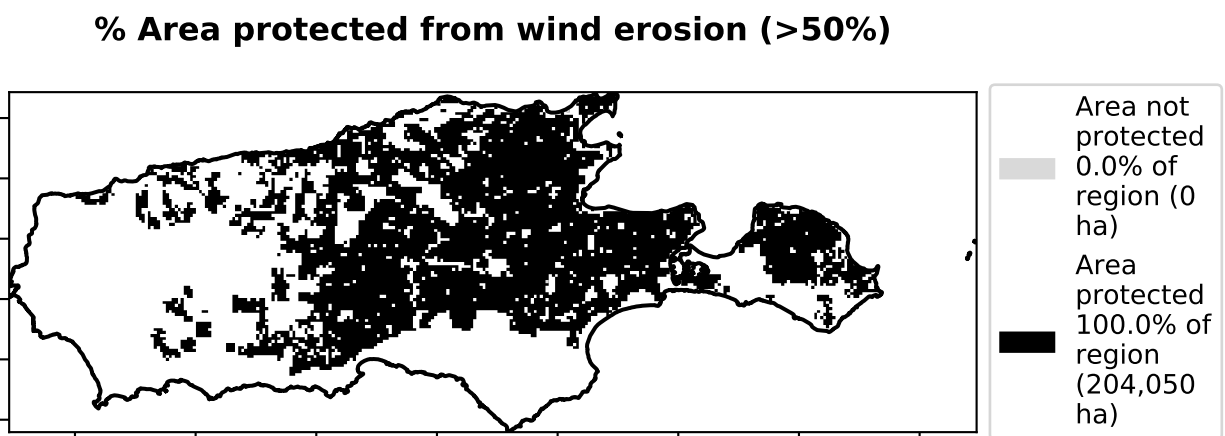 % Area protected from wind erosion (>50%)
Area not
protected
0.0% of
region (0
ha)
Area
protected
100.0% of
region
(204,050
ha)